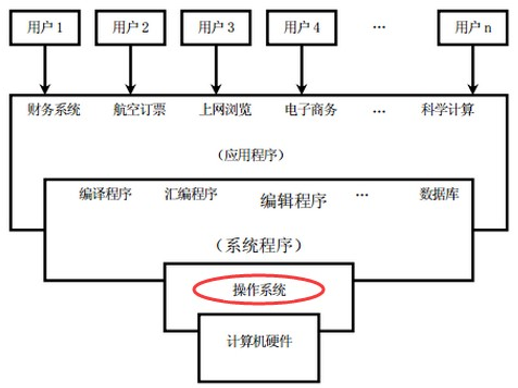 用户 1 用户 2 用户 3 用户 4 … 用户 n
财务系统 航空订票 上网浏览 电子商务 … 科学计算
(应用程序)
编译程序 汇编程序 编辑程序 … 数据库
(系统程序)
操作系统
计算机硬件